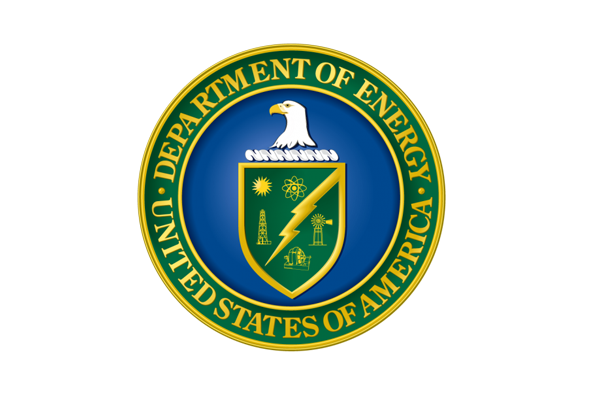 · DEPARTMENT OF ENERGY ·
UNITED STATES OF AMERICA